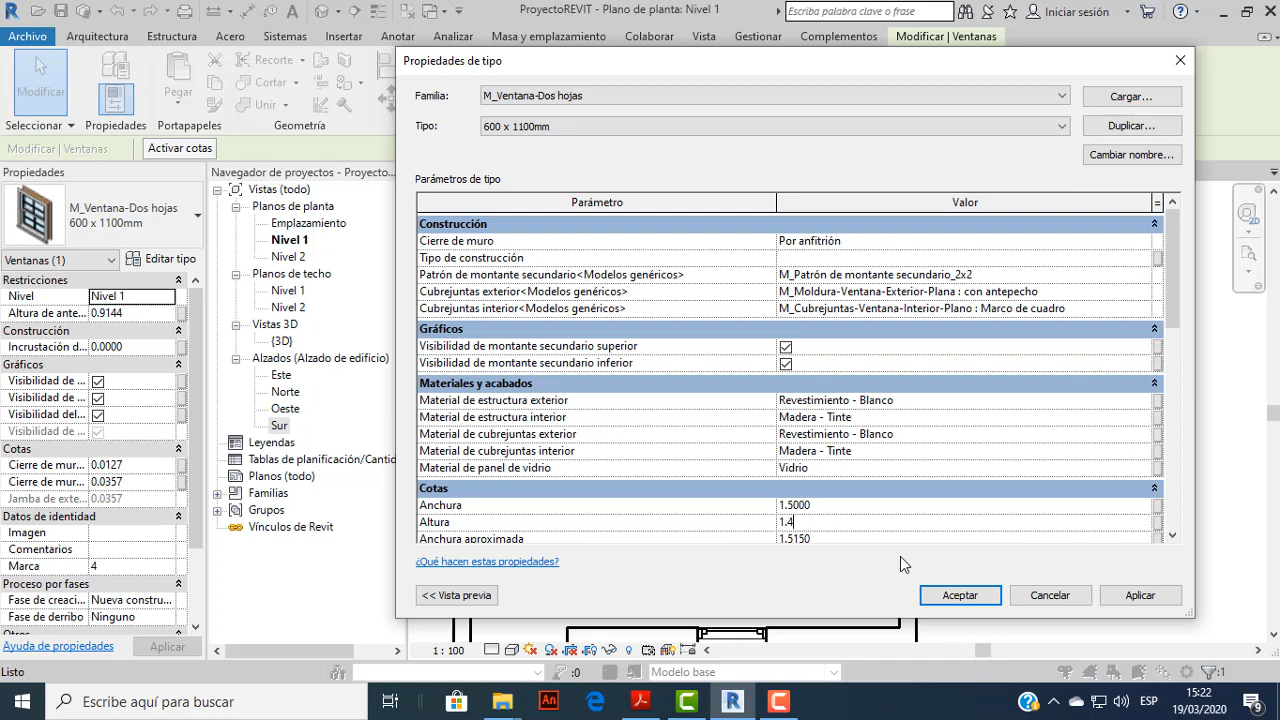 ProyectoREVIT - Plano de planta: Nivel 1
Escriba palabra clave o frase
Iniciar sesión
Archivo
Arquitectura
Estructura
Acero
Sistemas
Insertar
Anotar
Analizar
Masa y emplazamiento
Colaborar
Vista
Gestionar
Complementos
Modificar | Ventanas
Modificar
Pegar
Recorte
Cortar
Unir
Seleccionar
Propiedades
Portapapeles
Geometría
Modificar | Ventanas
Activar cotas
Propiedades
M_Ventana-Dos hojas
600 x 1100mm
Ventanas (1)
Editar tipo
Restricciones
Nivel Nivel 1
Altura de ante... 0.9144
Construcción
Incrustación d... 0.0000
Gráficos
Visibilidad de ...
Visibilidad de ...
Visibilidad del...
Visibilidad de ...
Cotas
Cierre de mur... 0.0127
Cierre de mur... 0.0357
Jamba de exte... 0.0357
Datos de identidad
Imagen
Comentarios
Marca 4
Proceso por fases
Fase de creaci... Nueva constru...
Fase de derribo Ninguno
Otros
Ayuda de propiedades
Aplicar
Navegador de proyectos - Proyecto...
Vistas (todo)
Planos de planta
Emplazamiento
Nivel 1
Nivel 2
Planos de techo
Nivel 1
Nivel 2
Vistas 3D
{3D}
Alzados (Alzado de edificio)
Este
Norte
Oeste
Sur
Leyendas
Tablas de planificación/Cantid
Planos (todo)
Familias
Grupos
Vínculos de Revit
Propiedades de tipo
Familia: M_Ventana-Dos hojas
Cargar...
Tipo: 600 x 1100mm
Duplicar...
Cambiar nombre...
Parámetros de tipo
Parámetro Valor =
Construcción
Cierre de muro Por anfitrión
Tipo de construcción
Patrón de montante secundario<Modelos genéricos> M_Patrón de montante secundario_2x2
Cubrejuntas exterior<Modelos genéricos> M_Moldura-Ventana-Exterior-Plana : con antepecho
Cubrejuntas interior<Modelos genéricos> M_Cubrejuntas-Ventana-Interior-Plano : Marco de cuadro
Gráficos
Visibilidad de montante secundario superior
Visibilidad de montante secundario inferior
Materiales y acabados
Material de estructura exterior Revestimiento - Blanco
Material de estructura interior Madera - Tinte
Material de cubrejuntas exterior Revestimiento - Blanco
Material de cubrejuntas interior Madera - Tinte
Material de panel de vidrio Vidrio
Cotas
Anchura 1.5000
Altura 1.4
Anchura aproximada 1.5150
¿Qué hacen estas propiedades?
<< Vista previa
Aceptar
Cancelar
Aplicar
1 : 100
Listo
:0
Modelo base
:1
Escribe aquí para buscar
ESP
15:22
19/03/2020